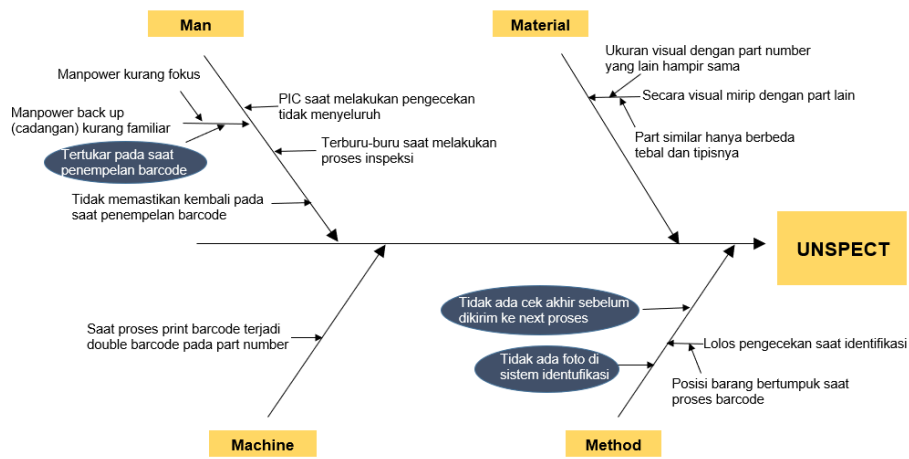 Man
Material
Manpower kurang fokus
Manpower back up
(cadangan) kurang familiar
Tertukar pada saat
penempelan barcode
PIC saat melakukan pengecekan
tidak menyeluruh
Terburu-buru saat melakukan
proses inspeksi
Tidak memastikan kembali pada
saat penempelan barcode
Ukuran visual dengan part number
yang lain hampir sama
Secara visual mirip dengan part lain
Part similar hanya berbeda
tebal dan tipisnya
UNSPECT
Saat proses print barcode terjadi
double barcode pada part number
Tidak ada cek akhir sebelum
dikirim ke next proses
Tidak ada foto di
sistem identufikasi
Lolos pengecekan saat identifikasi
Posisi barang bertumpuk saat
proses barcode
Machine
Method